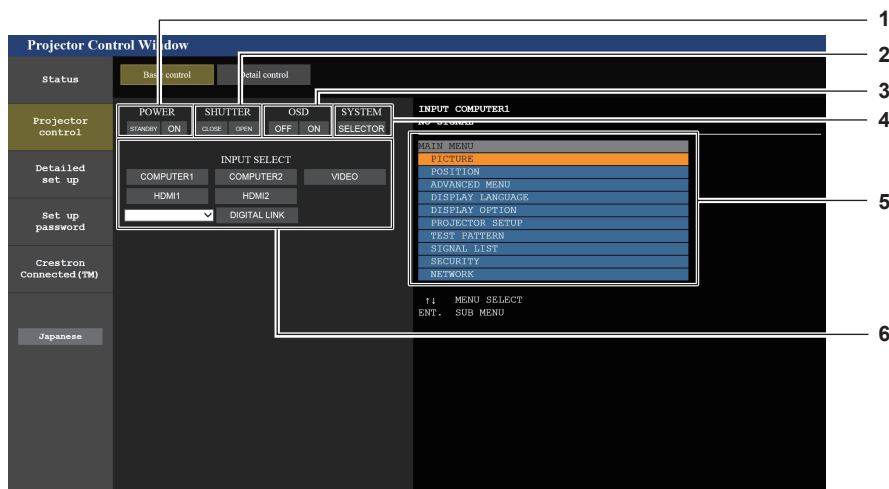 Projector Control Window
Status
Projector
control
Detailed
set up
Set up
password
Crestron
Connected(TM)
Japanese
Basic control
Detail control
POWER
STANDBY ON
SHUTTER
CLOSE OPEN
OSD
OFF ON
SYSTEM
SELECTOR
INPUT SELECT
COMPUTER1 COMPUTER2 VIDEO
HDMI1 HDMI2
DIGITAL LINK
INPUT COMPUTER1
NO SIGNAL
MAIN MENU
PICTURE
POSITION
ADVANCED MENU
DISPLAY LANGUAGE
DISPLAY OPTION
PROJECTOR SETUP
TEST PATTERN
SIGNAL LIST
SECURITY
NETWORK
↑↓ MENU SELECT
ENT. SUB MENU
1
2
3
4
5
6